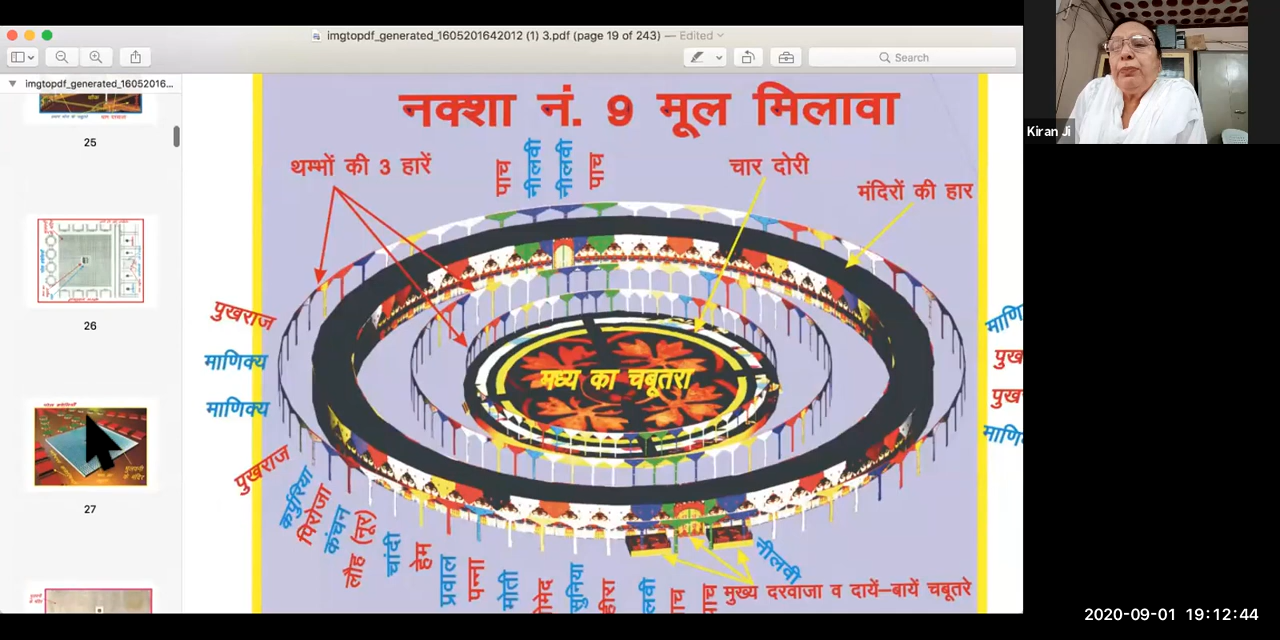 imgtopdf_generated_1605201642012 (1) 3.pdf (page 19 of 243) — Edited
Search
imgtopdf_generated_16052016...
25
26
27
Kiran Ji
नक्शा नं. 9 मूल मिलावा
थम्भों की 3 हारें
पाच
नीलवी
नीलवी
पाच
चार दोरी
मंदिरों की हार
पुखराज
माणिक्य
माणिक्य
पुखराज
मध्य का चबूतरा
कर्पुरिया
पिरोजा
कंचन
लौह (नूर)
चांदी
हेम
प्रवाल
पन्ना
मोती
नीलवी
मुख्य दरवाजा व दायें-बायें चबूतरे
2020-09-01 19:12:44